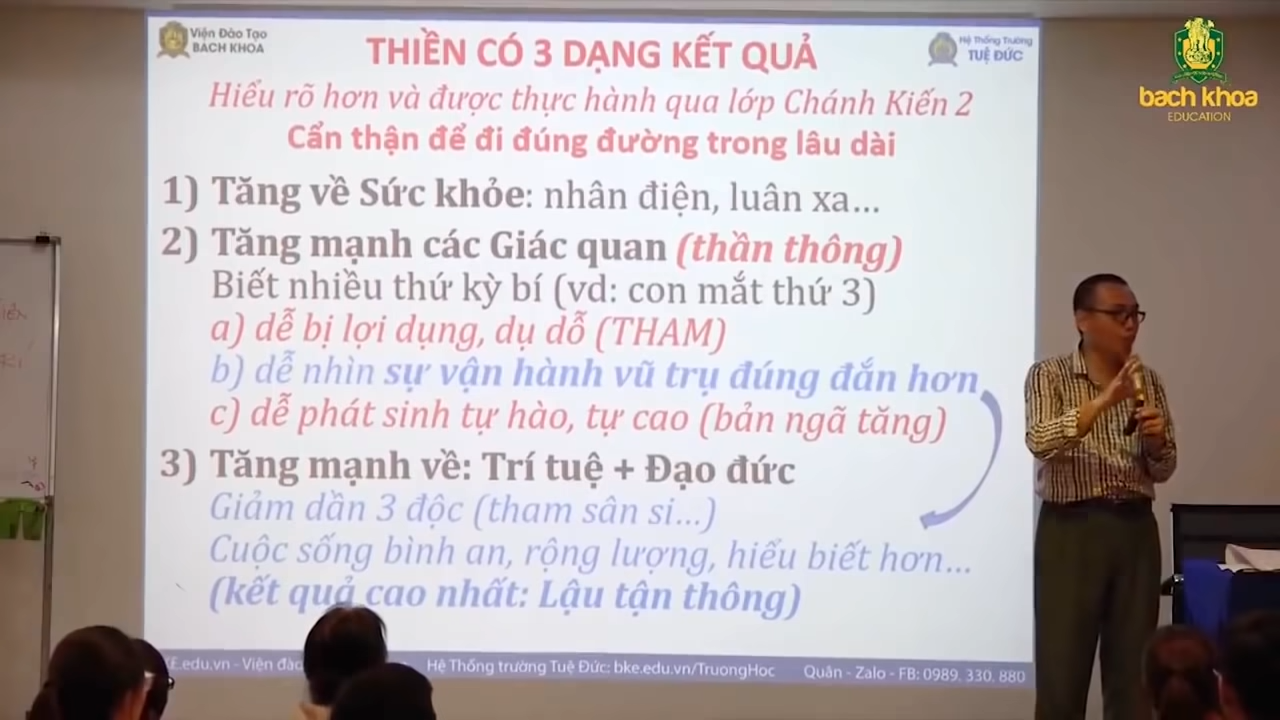 Viện Đào Tạo
BACH KHOA
Hệ Thống Trường
TUỆ ĐỨC
bach khoa
EDUCATION
THIỀN CÓ 3 DẠNG KẾT QUẢ
Hiểu rõ hơn và được thực hành qua lớp Chánh Kiến 2
Cẩn thận để đi đúng đường trong lâu dài
1) Tăng về Sức khỏe: nhân điện, luân xa...
2) Tăng mạnh các Giác quan (thần thông)
Biết nhiều thứ kỳ bí (vd: con mắt thứ 3)
a) dễ bị lợi dụng, dụ dỗ (THAM)
b) dễ nhìn sự vận hành vũ trụ đúng đắn hơn
c) dễ phát sinh tự hào, tự cao (bản ngã tăng)
3) Tăng mạnh về: Trí tuệ + Đạo đức
Giảm dần 3 độc (tham sân si...)
Cuộc sống bình an, rộng lượng, hiểu biết hơn...
(kết quả cao nhất: Lậu tận thông)
.edu.vn - Viện đào Hệ Thống trường Tuệ Đức: bke.edu.vn/TruongHoc Quân - Zalo - FB: 0989. 330. 880